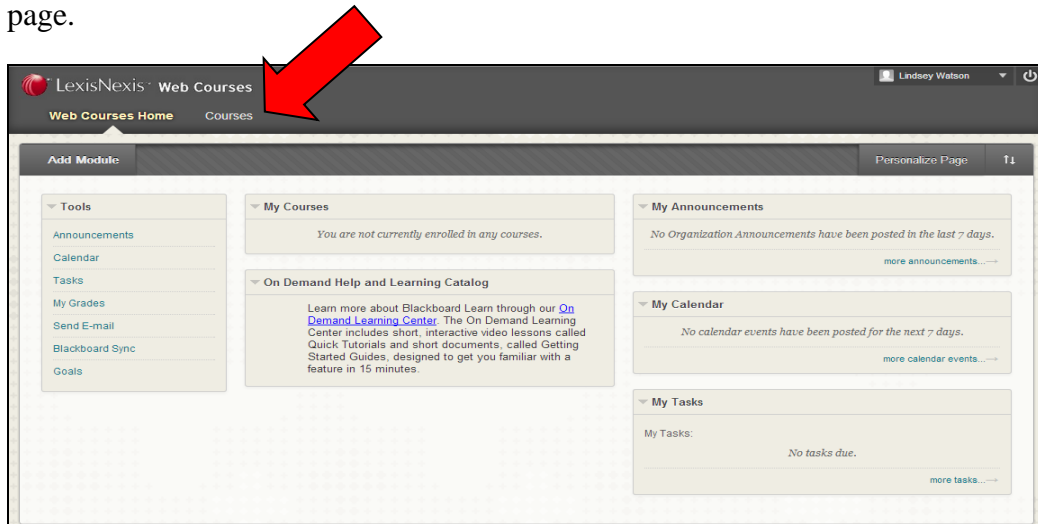 page.
LexisNexis Web Courses
Lindsey Watson
Web Courses Home Courses
Add Module
Personalize Page
Tools
Announcements
Calendar
Tasks
My Grades
Send E-mail
Blackboard Sync
Goals
My Courses
You are not currently enrolled in any courses.
On Demand Help and Learning Catalog
Learn more about Blackboard Learn through our On
Demand Learning Center. The On Demand Learning
Center includes short, interactive video lessons called
Quick Tutorials and short documents, called Getting
Started Guides, designed to get you familiar with a
feature in 15 minutes.
My Announcements
No Organization Announcements have been posted in the last 7 days.
more announcements...→
My Calendar
No calendar events have been posted for the next 7 days.
more calendar events...→
My Tasks
My Tasks:
No tasks due.
more tasks...→